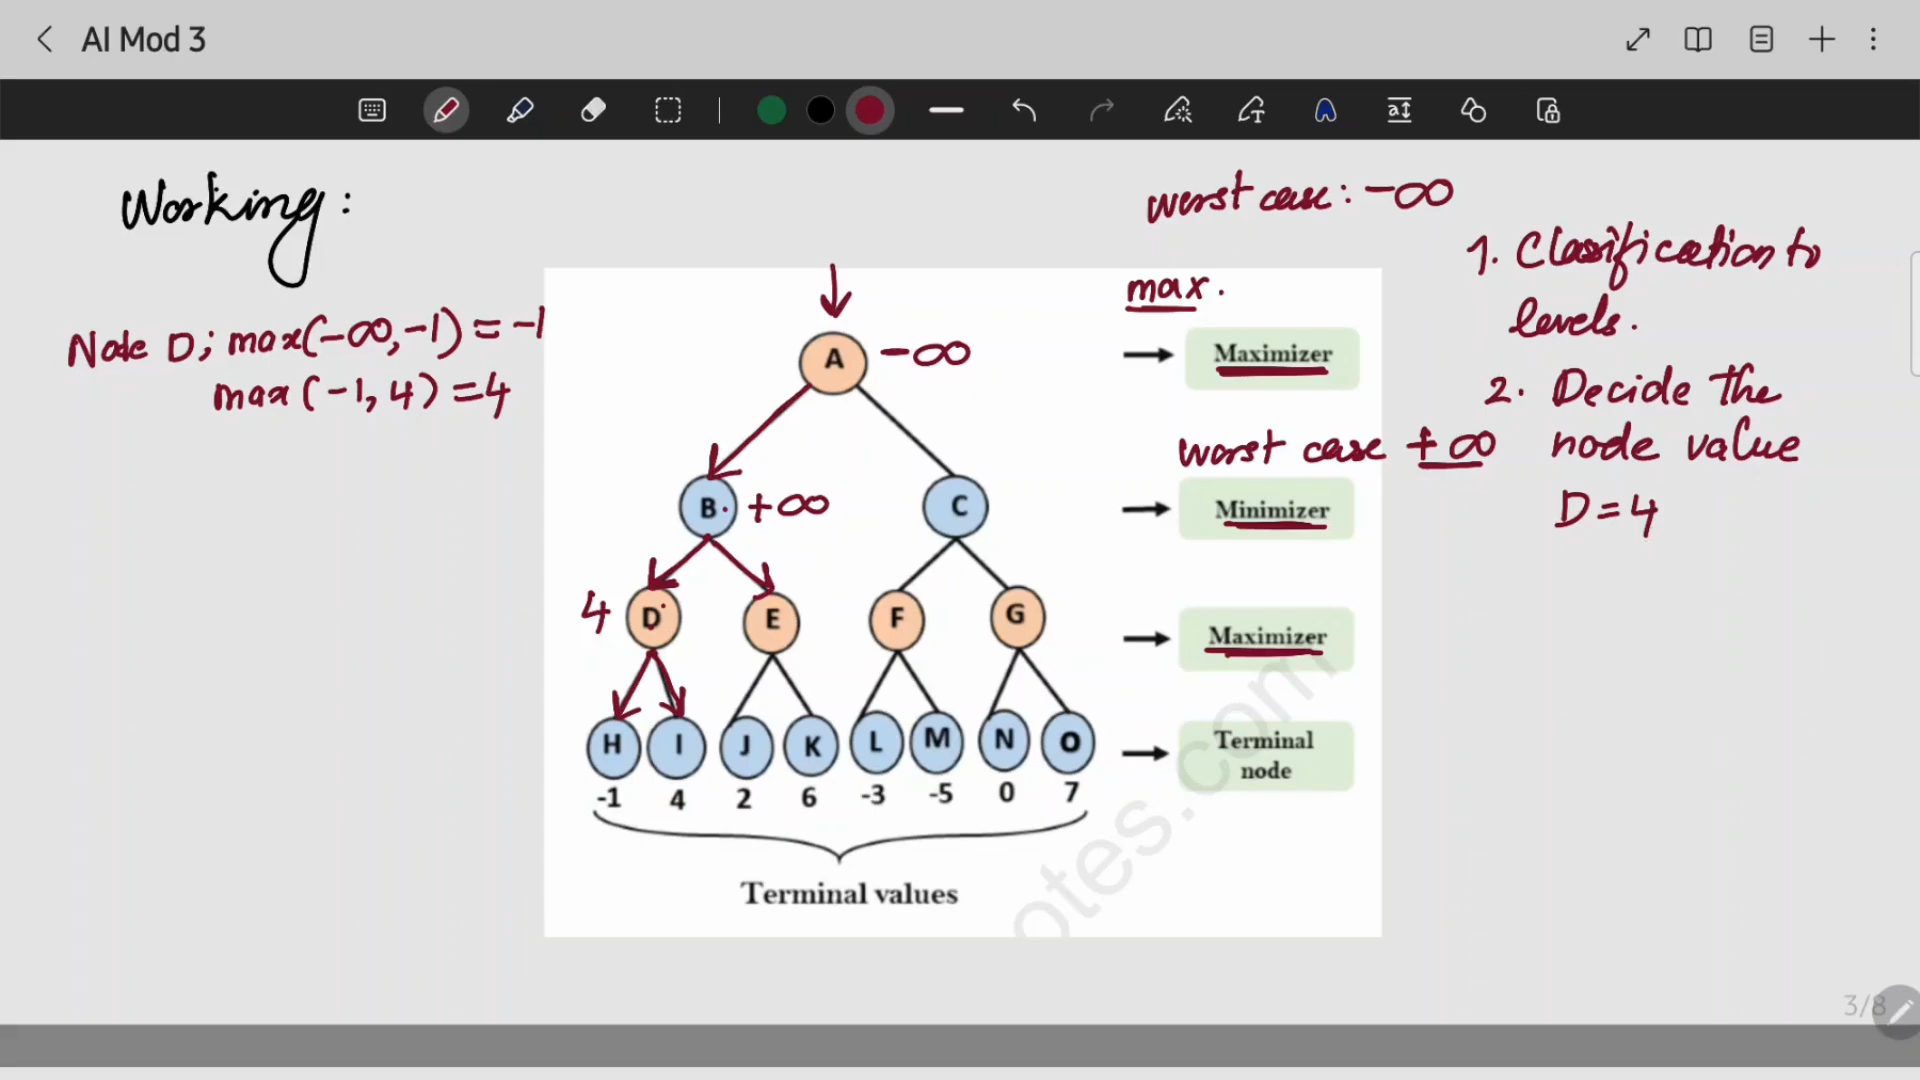 AI Mod 3
Working:
worst case: -∞
1. Classification to
levels.
max.
Node D; max(-∞,-1) = -1
max(-1, 4) = 4
A -∞
Maximizer
2. Decide the
node value
D = 4
worst case +∞
B +∞
C
Minimizer
4 D E F G
Maximizer
H I J K L M N O
-1 4 2 6 -3 -5 0 7
Terminal
node
Terminal values
otes.com
3/8